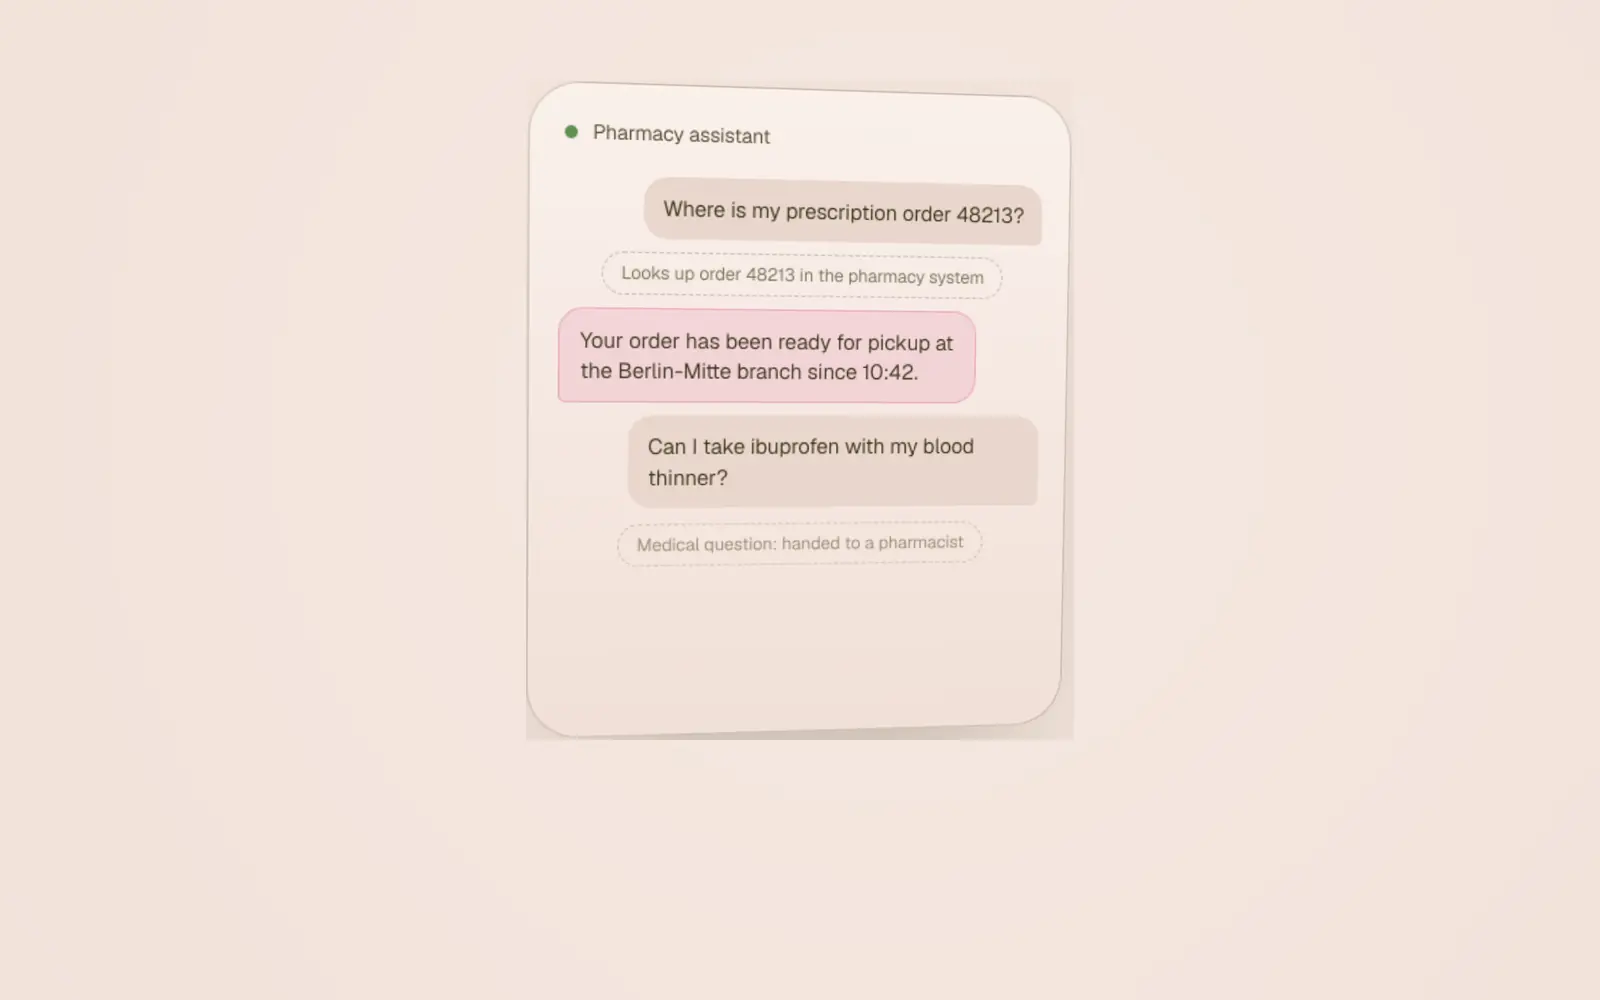 Pharmacy assistant
Where is my prescription order 48213?
Looks up order 48213 in the pharmacy system
Your order has been ready for pickup at
the Berlin-Mitte branch since 10:42.
Can I take ibuprofen with my blood
thinner?
Medical question: handed to a pharmacist